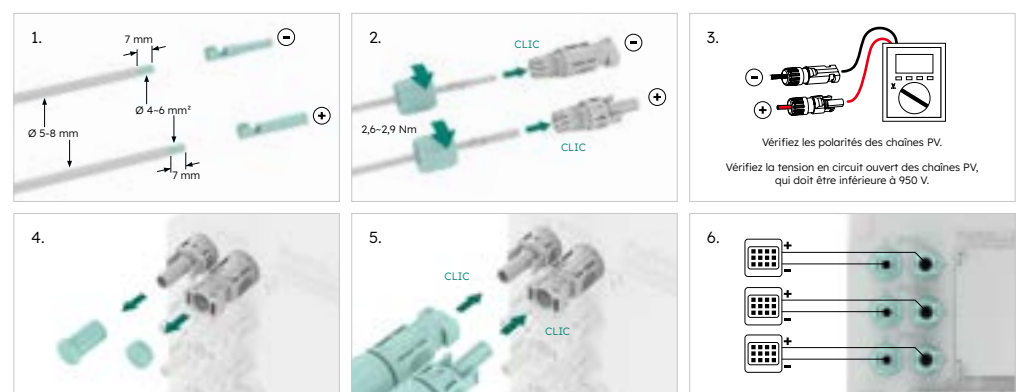 1.
7 mm
−
Ø 4~6 mm²
+
Ø 5-8 mm
7 mm
2.
CLIC
−
+
2,6~2,9 Nm
CLIC
3.
−
+
Vérifiez les polarités des chaînes PV.
Vérifiez la tension en circuit ouvert des chaînes PV,
qui doit être inférieure à 950 V.
4.
5.
CLIC
CLIC
6.
+
−
+
−
+
−